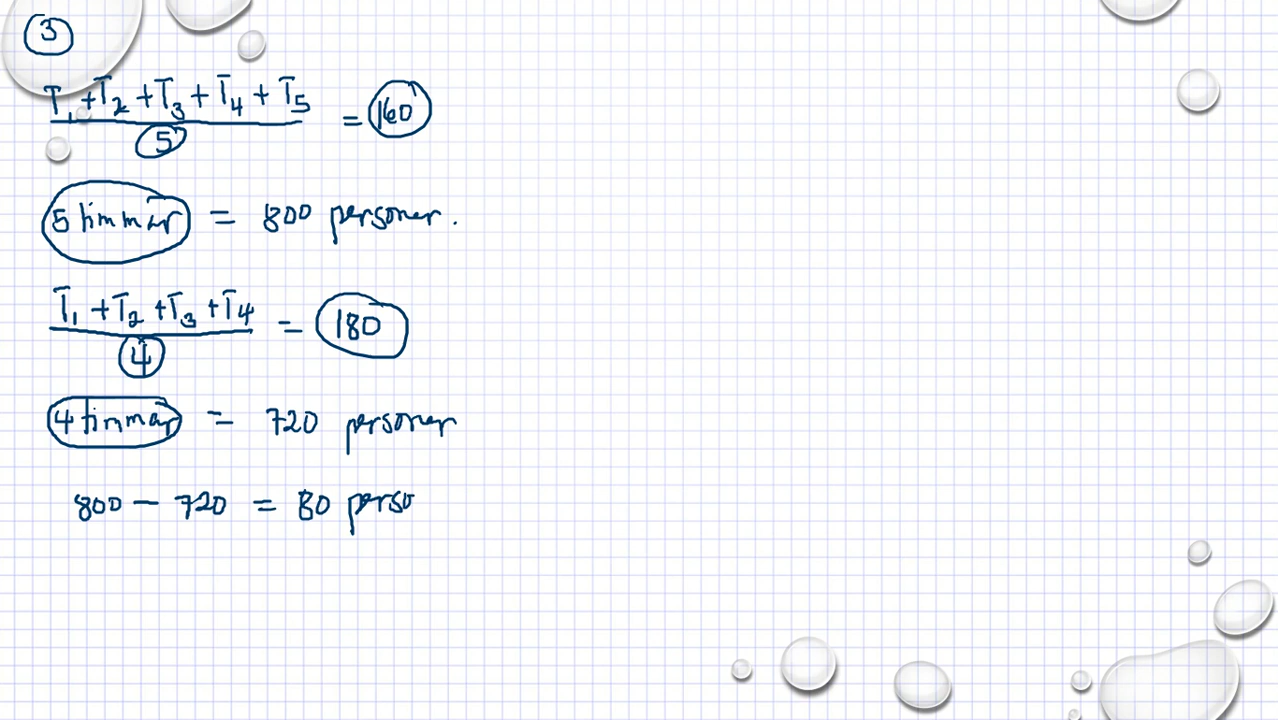 3
T1 + T2 + T3 + T4 + T5
5
= 160
5 timmar = 800 personer.
T1 + T2 + T3 + T4
4
= 180
4 timmar = 720 personer
800 - 720 = 80 perso